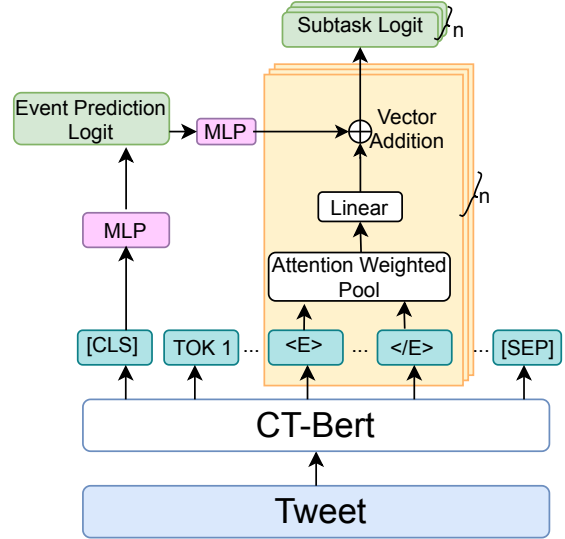 Subtask Logit
n
Event Prediction
Logit
MLP
Vector
Addition
Linear
n
MLP
Attention Weighted
Pool
[CLS]
TOK 1
...
<E>
...
</E>
...
[SEP]
CT-Bert
Tweet